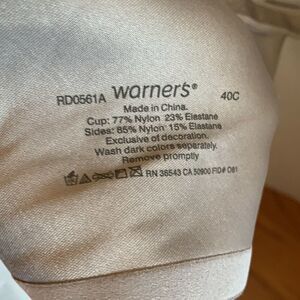 RD0561A warner's® 40C
Made in China.
Cup: 77% Nylon 23% Elastane
Sides: 85% Nylon 15% Elastane
Exclusive of decoration.
Wash dark colors separately.
Remove promptly
RN 36543 CA 50900 FID#